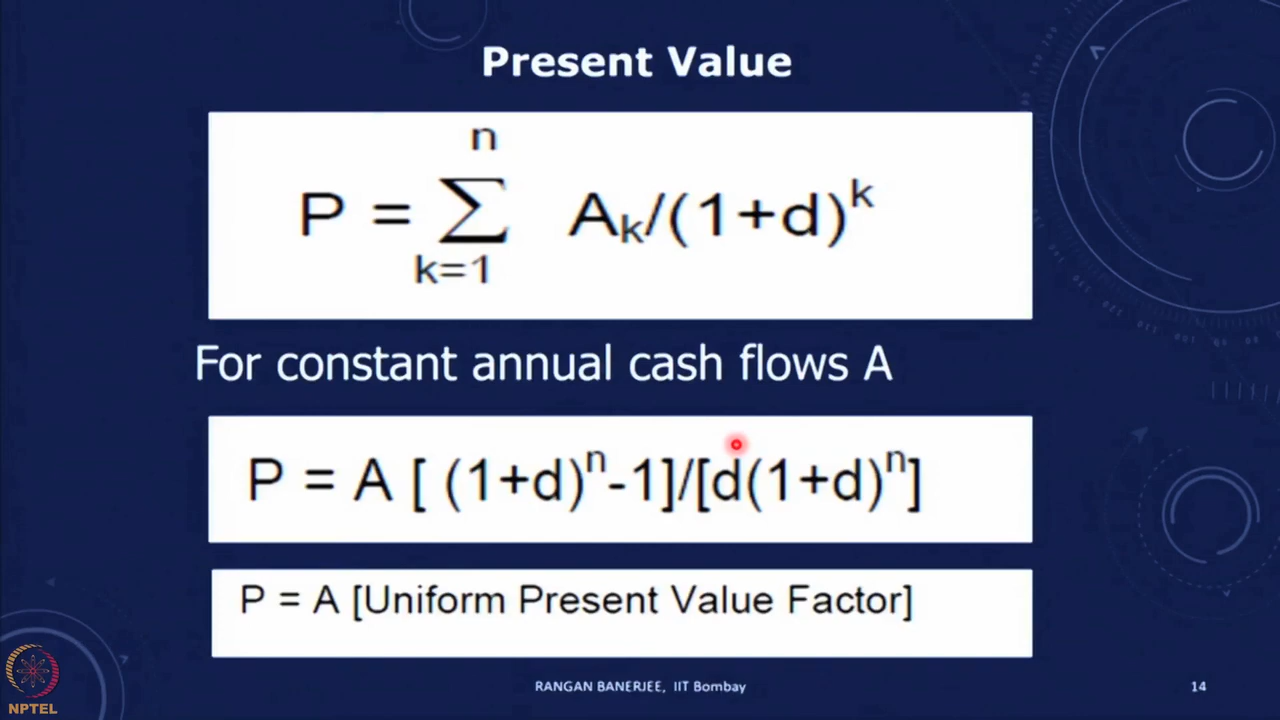 Present Value
n
P = ∑ Aₖ/(1+d)ᵏ
k=1
For constant annual cash flows A
P = A [ (1+d)ⁿ-1]/[d(1+d)ⁿ]
P = A [Uniform Present Value Factor]
RANGAN BANERJEE, IIT Bombay
14
NPTEL